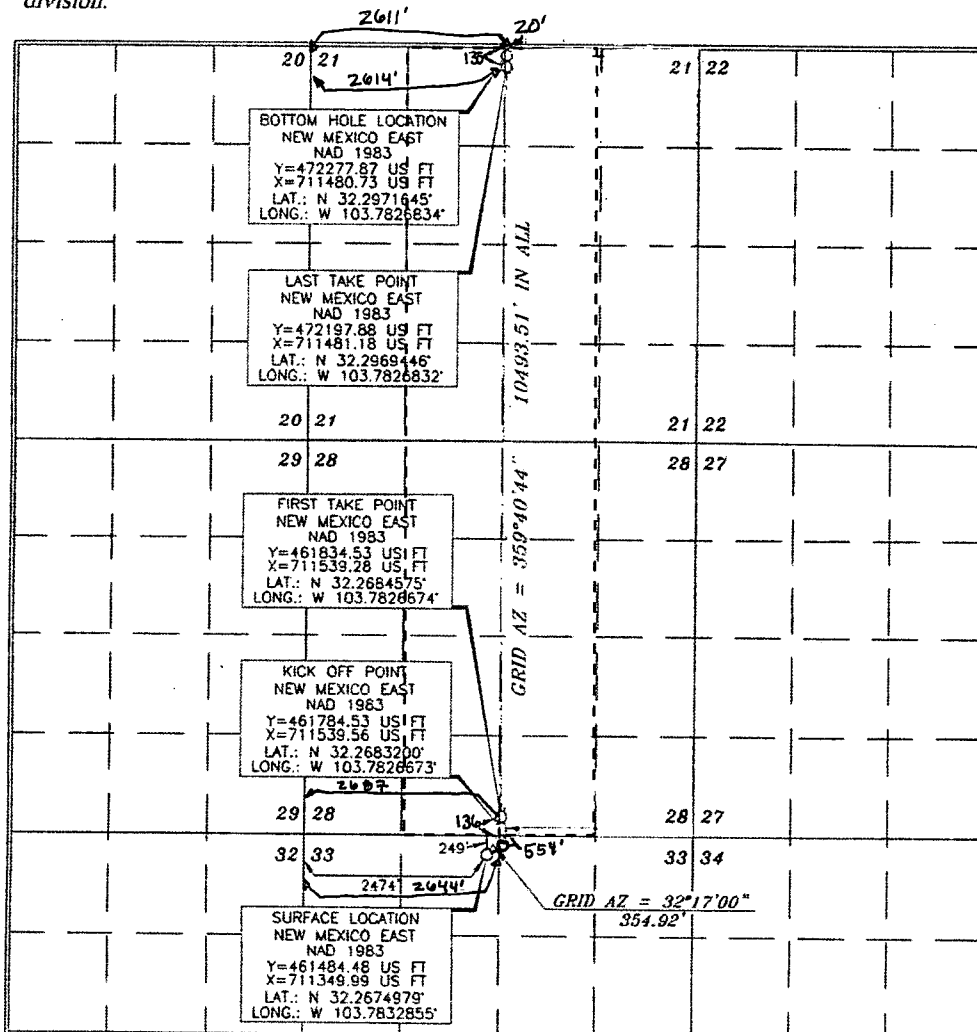 division.
2611'
20'
20 21
135'
21 22
2614'
BOTTOM HOLE LOCATION
NEW MEXICO EAST
NAD 1983
Y=472277.87 US FT
X=711480.73 US FT
LAT.: N 32.2971645°
LONG.: W 103.7826834°
10493.51' IN ALL
LAST TAKE POINT
NEW MEXICO EAST
NAD 1983
Y=472197.88 US FT
X=711481.18 US FT
LAT.: N 32.2969446°
LONG.: W 103.7826832°
20 21
21 22
29 28
28 27
GRID AZ = 359°40'44"
FIRST TAKE POINT
NEW MEXICO EAST
NAD 1983
Y=461834.53 US FT
X=711539.28 US FT
LAT.: N 32.2684575°
LONG.: W 103.7826674°
KICK OFF POINT
NEW MEXICO EAST
NAD 1983
Y=461784.53 US FT
X=711539.56 US FT
LAT.: N 32.2683200°
LONG.: W 103.7826673°
29 28
136
28 27
249'
554'
32 33
33 34
2474' 2644'
GRID AZ = 32°17'00"
354.92'
SURFACE LOCATION
NEW MEXICO EAST
NAD 1983
Y=461484.48 US FT
X=711349.99 US FT
LAT.: N 32.2674979°
LONG.: W 103.7832855°